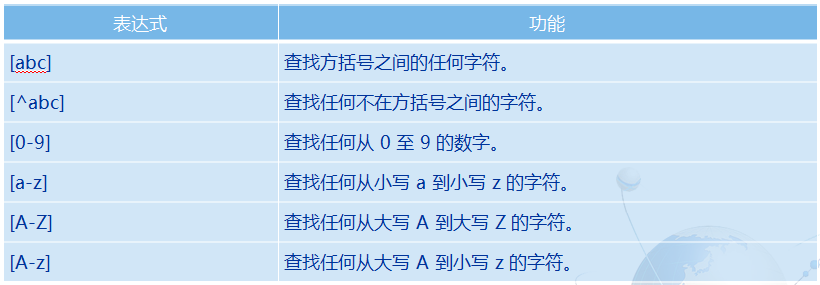 表达式 功能
[abc] 查找方括号之间的任何字符。
[^abc] 查找任何不在方括号之间的字符。
[0-9] 查找任何从 0 至 9 的数字。
[a-z] 查找任何从小写 a 到小写 z 的字符。
[A-Z] 查找任何从大写 A 到大写 Z 的字符。
[A-z] 查找任何从大写 A 到小写 z 的字符。